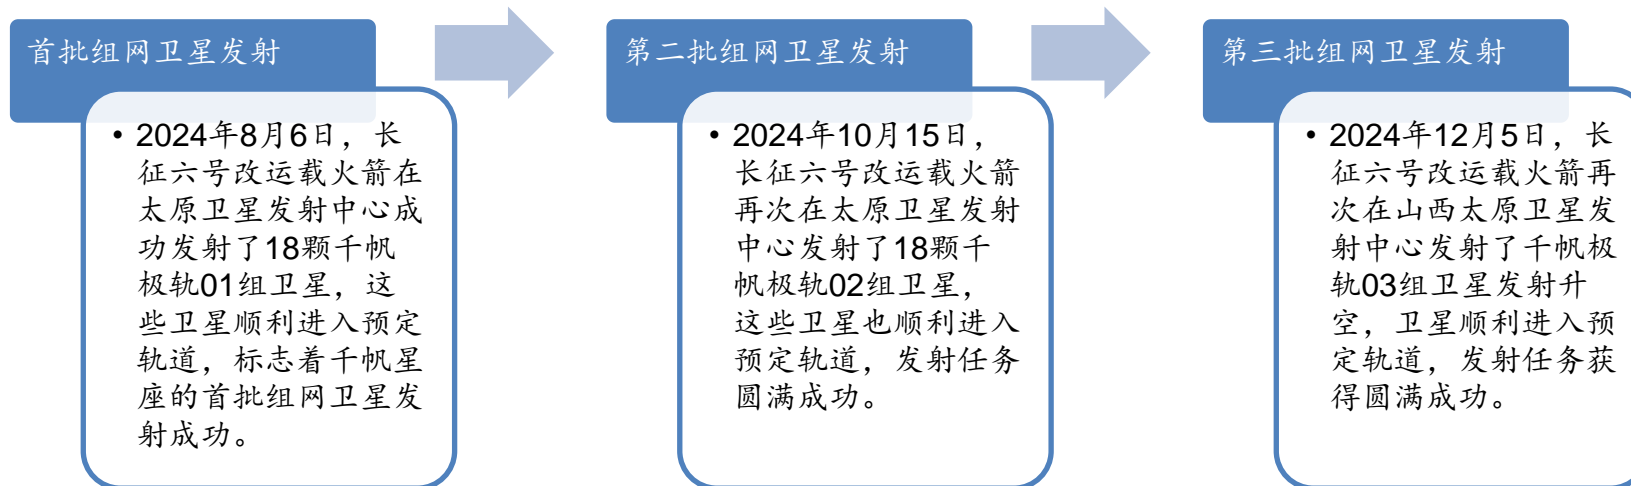 首批组网卫星发射
• 2024年8月6日，长
征六号改运载火箭在
太原卫星发射中心成
功发射了18颗千帆
极轨01组卫星，这
些卫星顺利进入预定
轨道，标志着千帆星
座的首批组网卫星发
射成功。
第二批组网卫星发射
• 2024年10月15日，
长征六号改运载火箭
再次在太原卫星发射
中心发射了18颗千
帆极轨02组卫星，
这些卫星也顺利进入
预定轨道，发射任务
圆满成功。
第三批组网卫星发射
• 2024年12月5日，长
征六号改运载火箭再
次在山西太原卫星发
射中心发射了千帆极
轨03组卫星发射升
空，卫星顺利进入预
定轨道，发射任务获
得圆满成功。